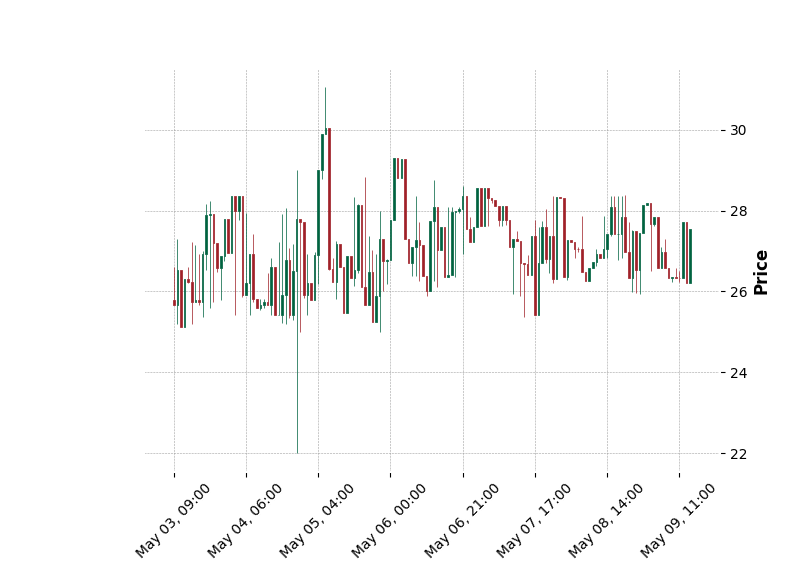 30
28
26
24
22
Price
May 03, 09:00
May 04, 06:00
May 05, 04:00
May 06, 00:00
May 06, 21:00
May 07, 17:00
May 08, 14:00
May 09, 11:00